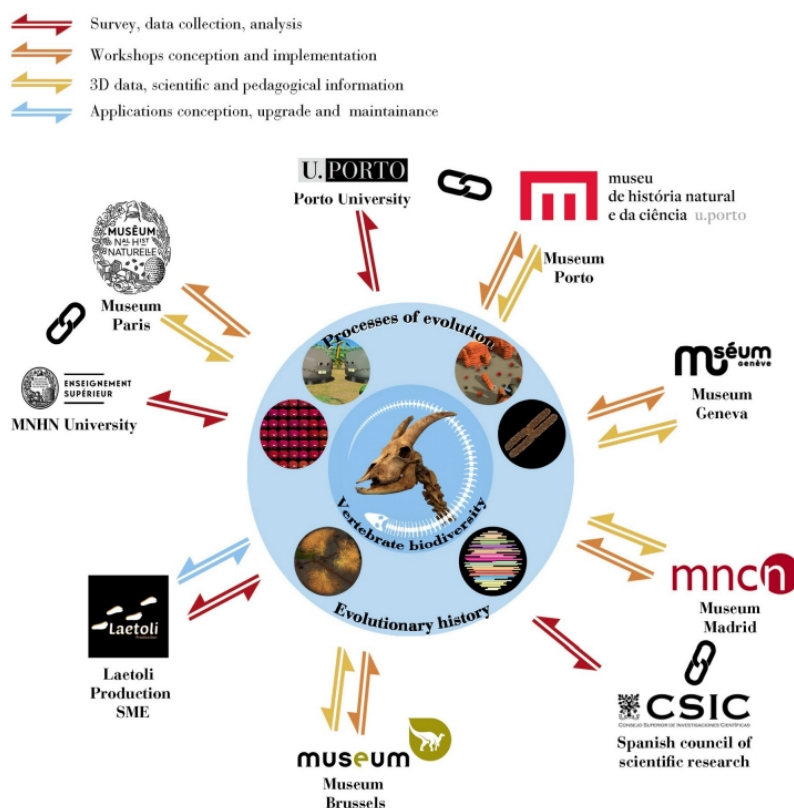 Survey, data collection, analysis
Workshops conception and implementation
3D data, scientific and pedagogical information
Applications conception, upgrade and maintainance
U.PORTO
Porto University
museu
de história natural
e da ciência u.porto
Museum
Porto
MUSÉUM
NAL HIST
NATURELLE
Museum
Paris
Processes of evolution
muséum
genève
Museum
Geneva
ENSEIGNEMENT
SUPÉRIEUR
MNHN University
Vertebrate biodiversity
Evolutionary history
mncn
Museum
Madrid
Laetoli
Production
Laetoli
Production
SME
CSIC
CONSEJO SUPERIOR DE INVESTIGACIONES CIENTÍFICAS
Spanish council of
scientific research
museum
Museum
Brussels